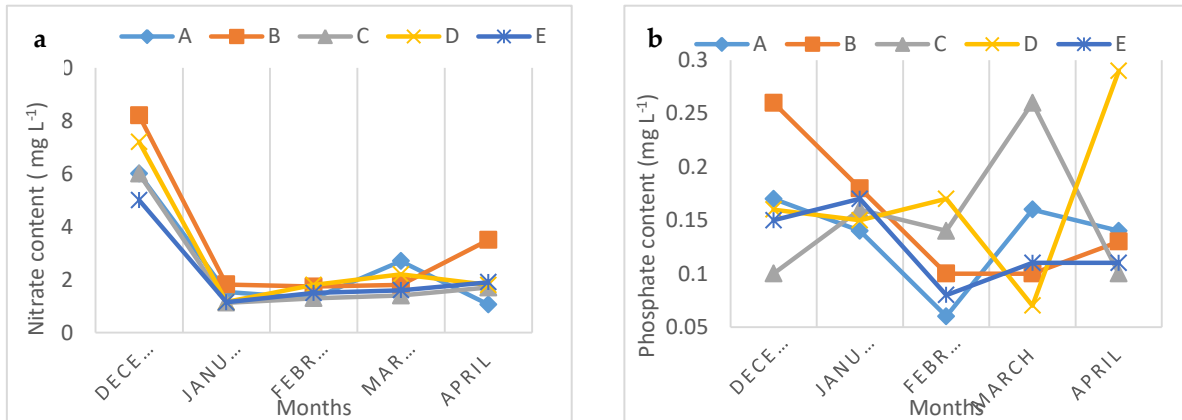 a
A B C D E
0
8
6
4
2
0
Nitrate content ( mg L-1)
DECE...
JANU...
FEBR...
MAR...
APRIL
Months
b
A B C D E
0.3
0.25
0.2
0.15
0.1
0.05
Phosphate content (mg L-1)
DECE...
JANU...
FEBR...
MARCH
APRIL
Months